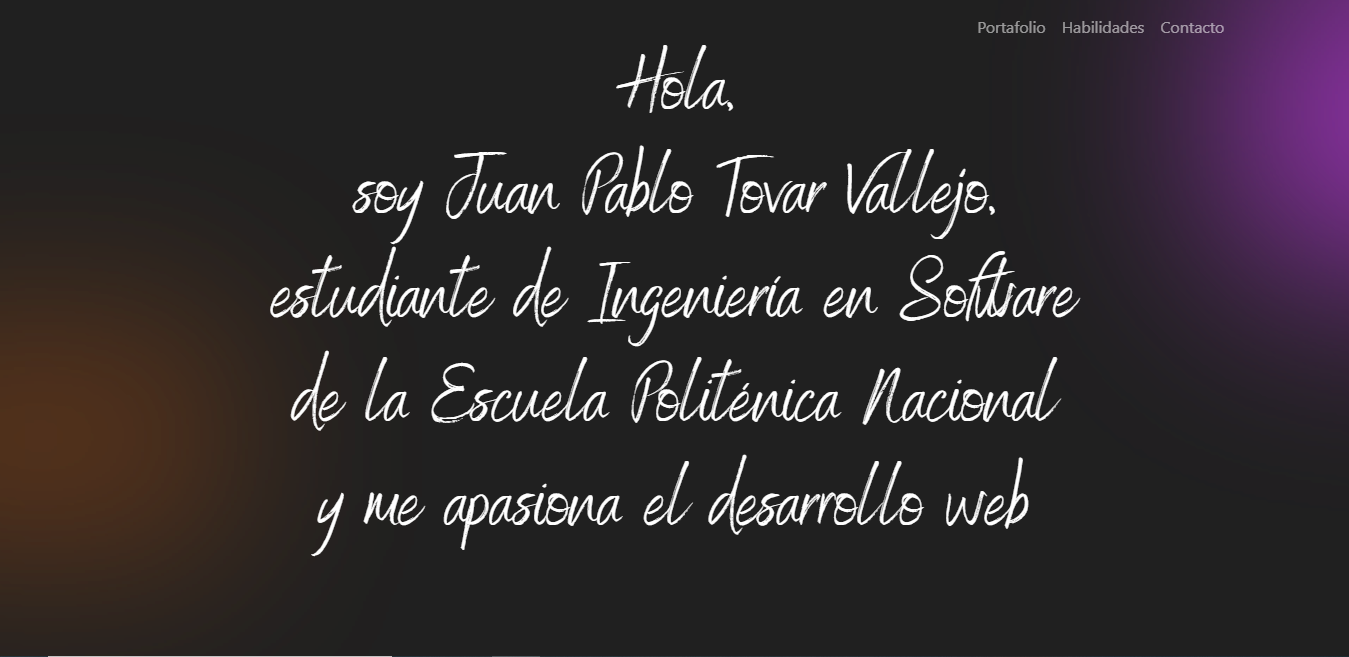 Portafolio Habilidades Contacto
Hola,
soy Juan Pablo Tovar Vallejo,
estudiante de Ingeniería en Software
de la Escuela Politénica Nacional
y me apasiona el desarrollo web